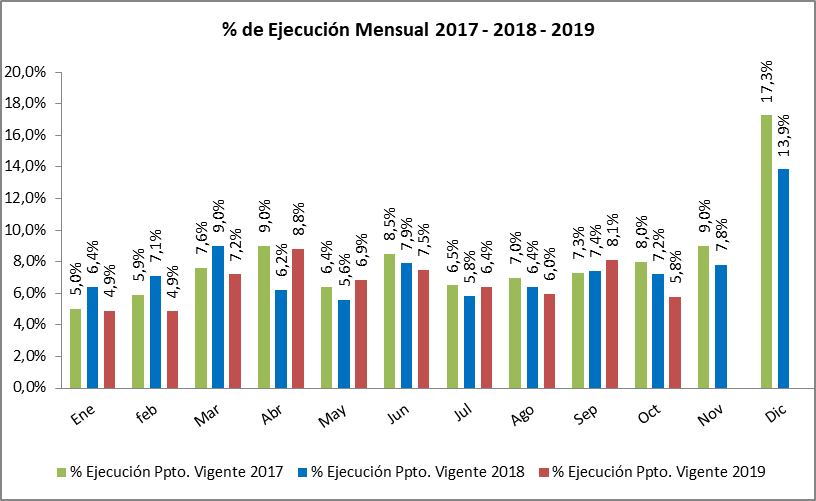 % de Ejecución Mensual 2017 - 2018 - 2019
20,0%
18,0%
16,0%
14,0%
12,0%
10,0%
8,0%
6,0%
4,0%
2,0%
0,0%
5,0%
6,4%
4,9%
5,9%
7,1%
4,9%
7,6%
9,0%
7,2%
9,0%
6,2%
8,8%
6,4%
5,6%
6,9%
8,5%
7,9%
7,5%
6,5%
5,8%
6,4%
7,0%
6,4%
6,0%
7,3%
7,4%
8,1%
8,0%
7,2%
5,8%
9,0%
7,8%
17,3%
13,9%
Ene
feb
Mar
Abr
May
Jun
Jul
Ago
Sep
Oct
Nov
Dic
% Ejecución Ppto. Vigente 2017
% Ejecución Ppto. Vigente 2018
% Ejecución Ppto. Vigente 2019